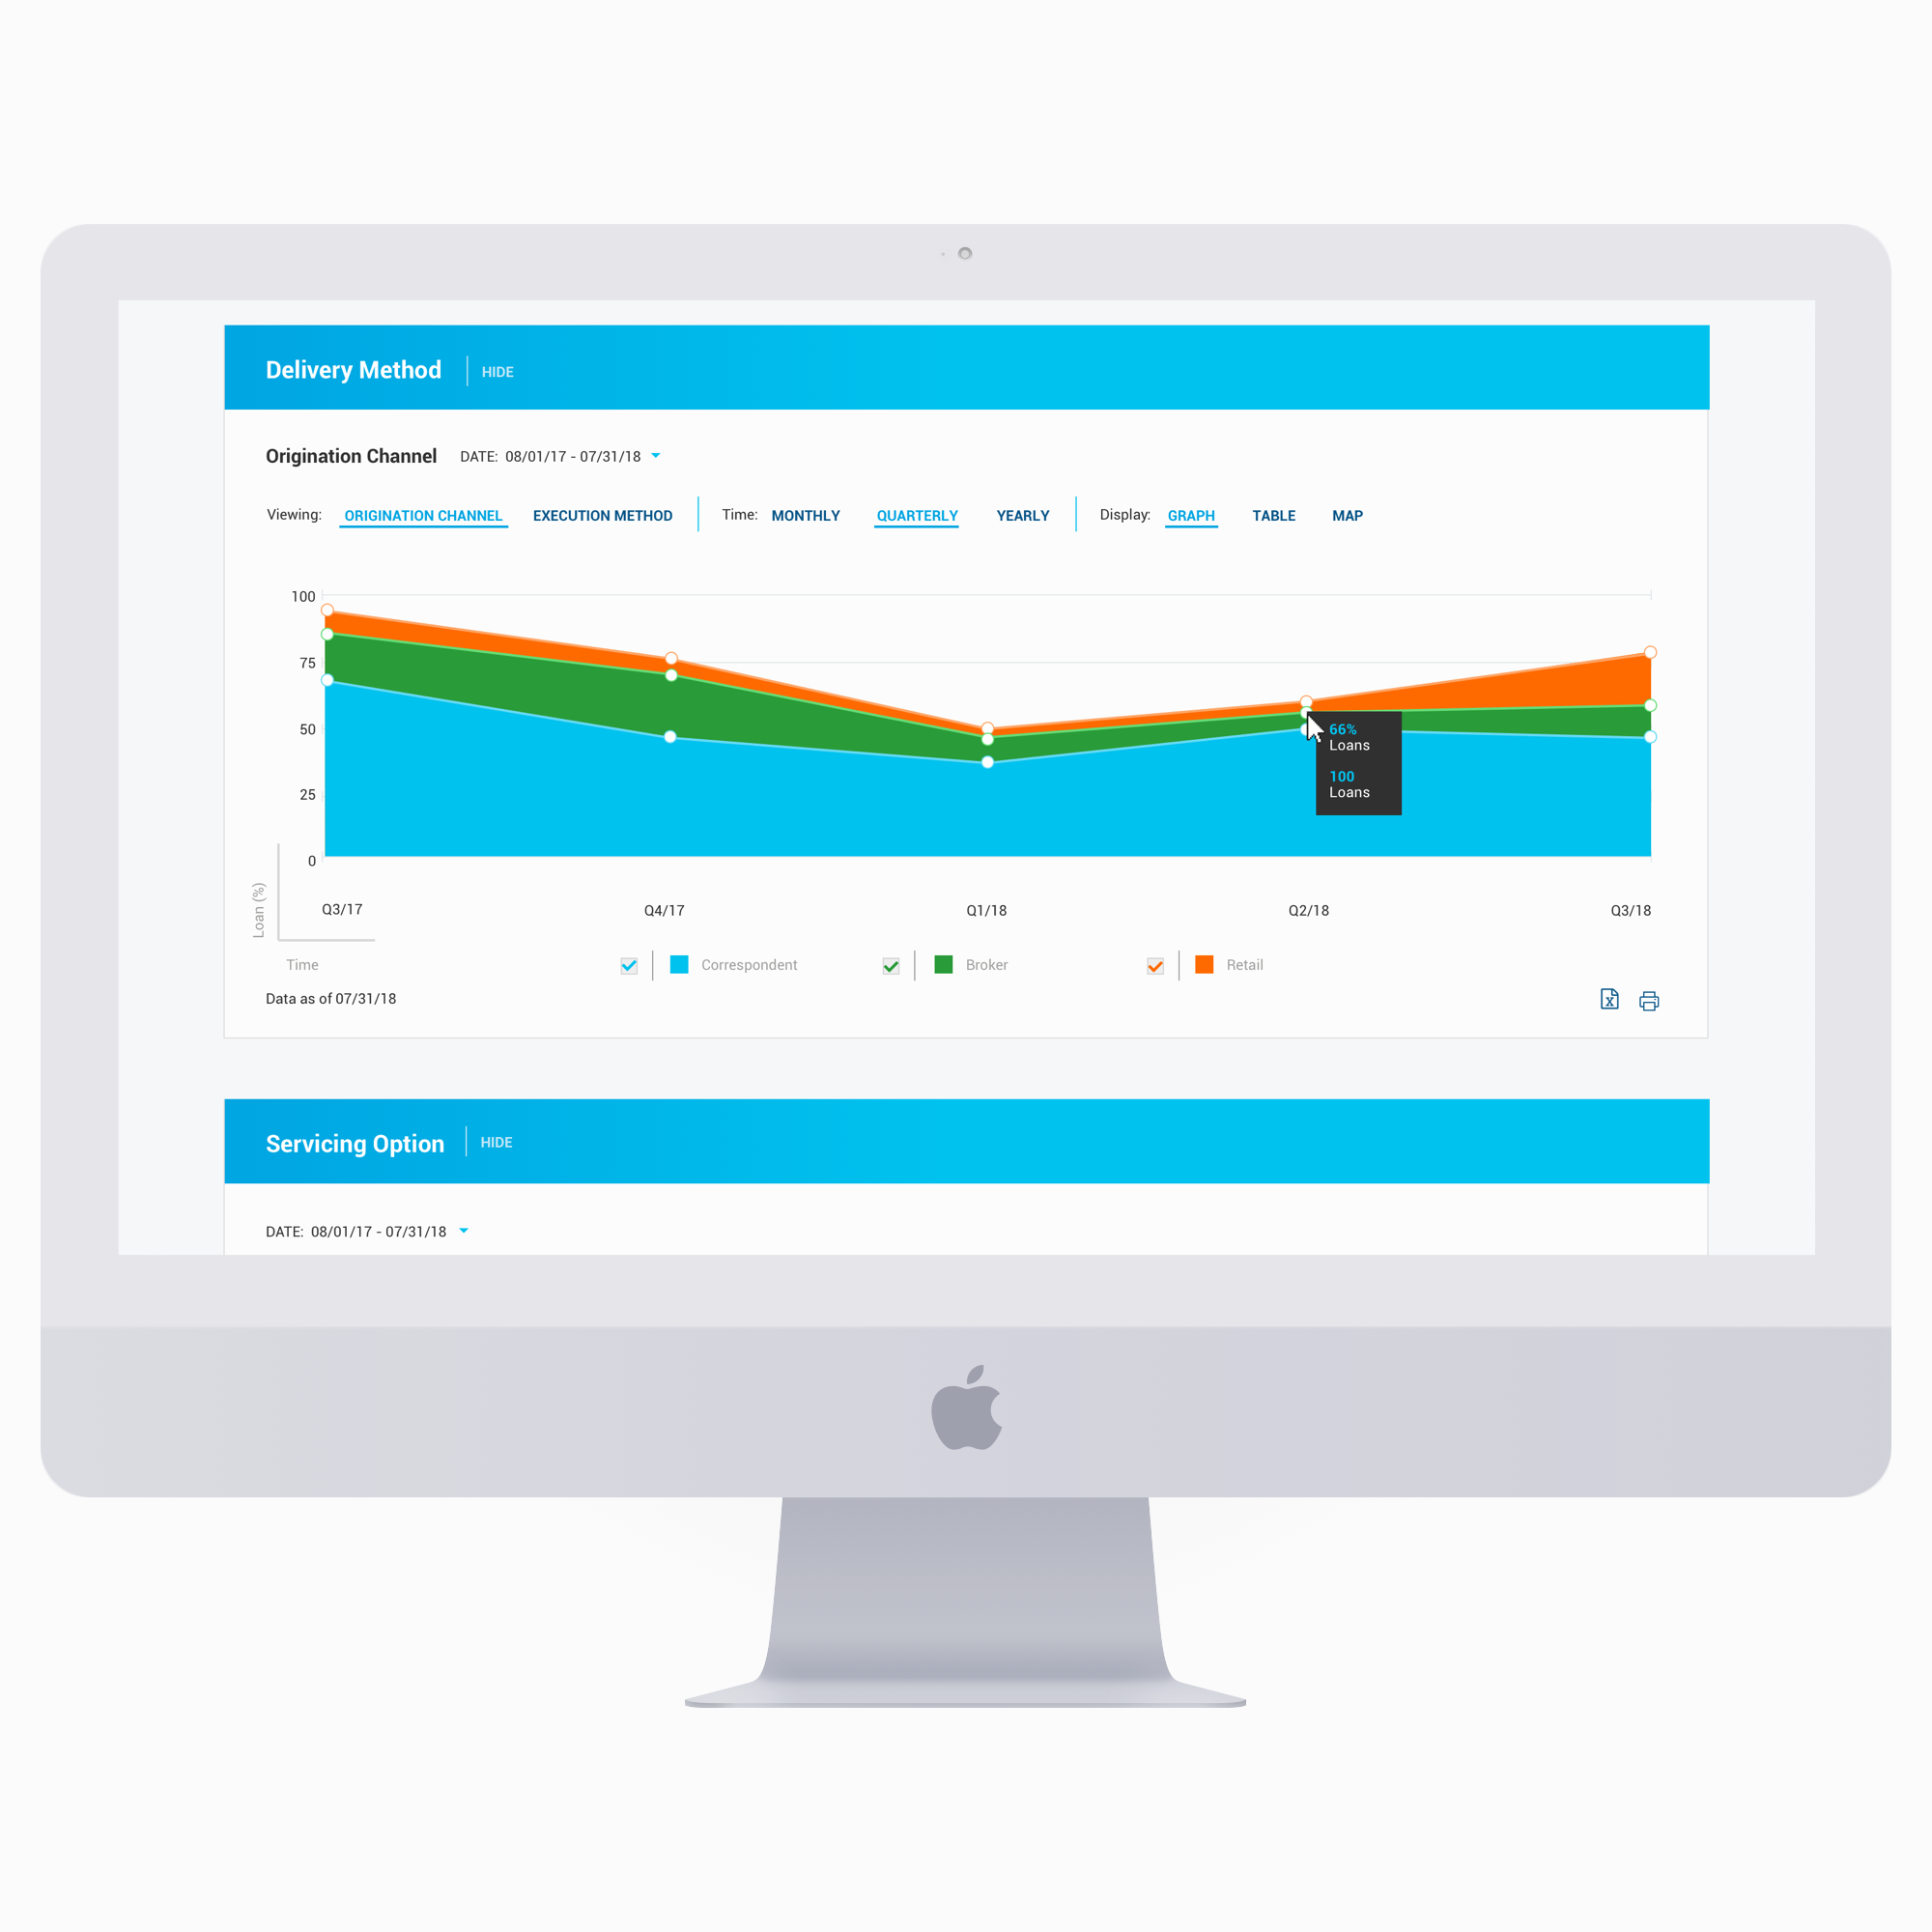 Delivery Method HIDE
Origination Channel DATE: 08/01/17 - 07/31/18
Viewing: ORIGINATION CHANNEL EXECUTION METHOD Time: MONTHLY QUARTERLY YEARLY Display: GRAPH TABLE MAP
100
75
50
25
0
66%
Loans
100
Loans
Loan (%)
Q3/17 Q4/17 Q1/18 Q2/18 Q3/18
Time
Correspondent Broker Retail
Data as of 07/31/18
X
Servicing Option HIDE
DATE: 08/01/17 - 07/31/18